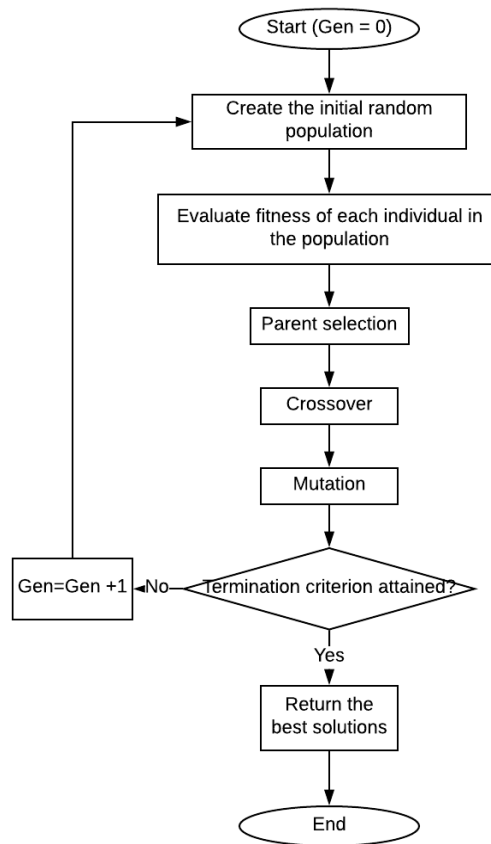 Start (Gen = 0)
Create the initial random
population
Evaluate fitness of each individual in
the population
Parent selection
Crossover
Mutation
Termination criterion attained?
No
Gen=Gen +1
Yes
Return the
best solutions
End